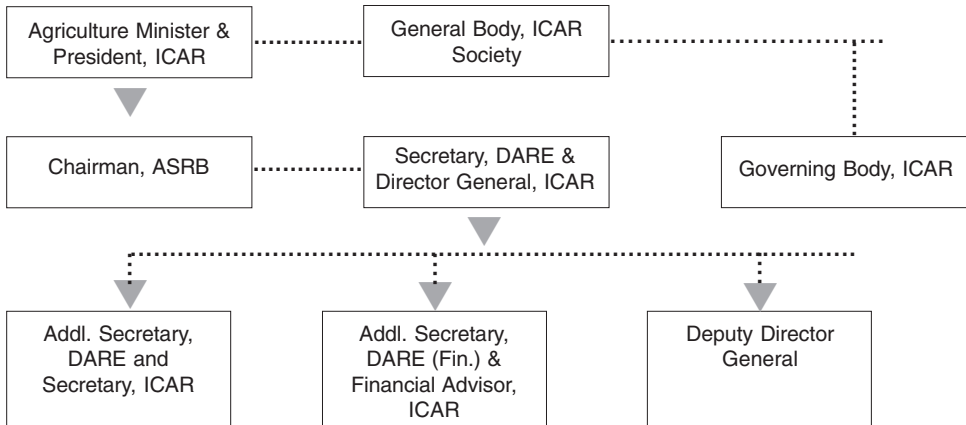 Agriculture Minister &
President, ICAR
General Body, ICAR
Society
Chairman, ASRB
Secretary, DARE &
Director General, ICAR
Governing Body, ICAR
Addl. Secretary,
DARE and
Secretary, ICAR
Addl. Secretary,
DARE (Fin.) &
Financial Advisor,
ICAR
Deputy Director
General